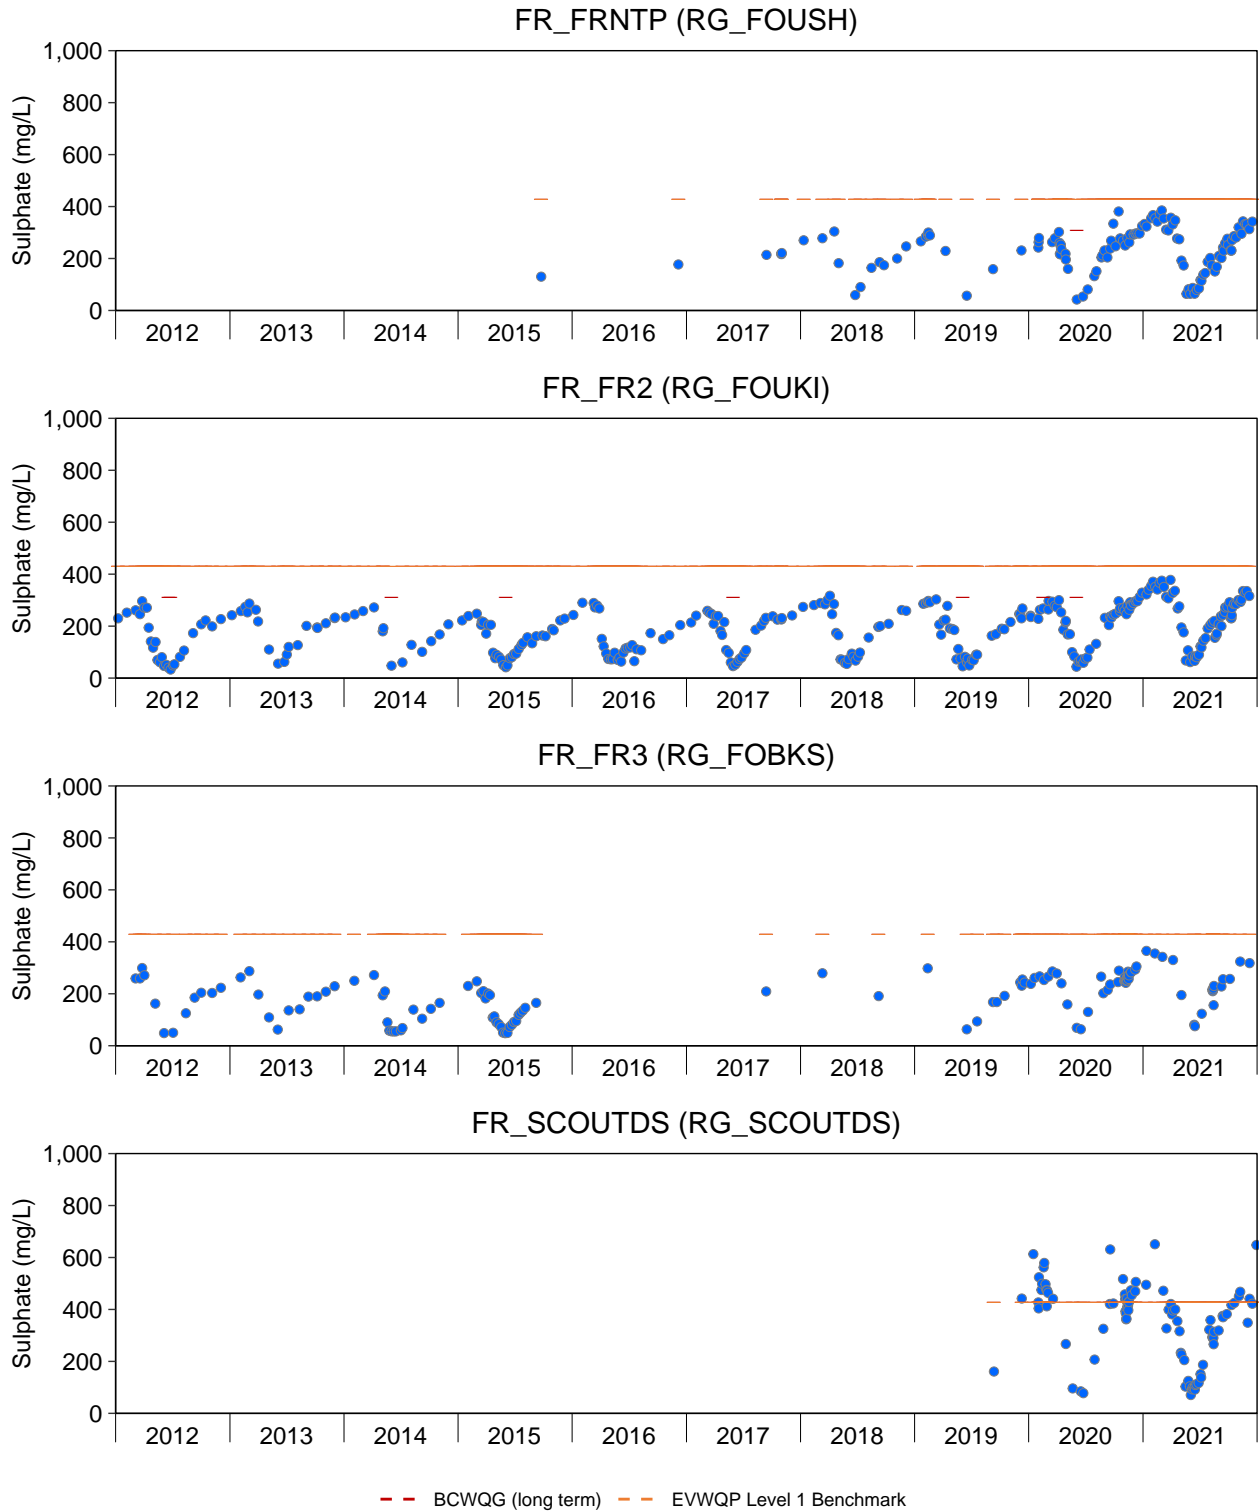 FR_FRNTP (RG_FOUSH)
1,000
800
600
400
200
0
Sulphate (mg/L)
2012 2013 2014 2015 2016 2017 2018 2019 2020 2021
FR_FR2 (RG_FOUKI)
1,000
800
600
400
200
0
Sulphate (mg/L)
2012 2013 2014 2015 2016 2017 2018 2019 2020 2021
FR_FR3 (RG_FOBKS)
1,000
800
600
400
200
0
Sulphate (mg/L)
2012 2013 2014 2015 2016 2017 2018 2019 2020 2021
FR_SCOUTDS (RG_SCOUTDS)
1,000
800
600
400
200
0
Sulphate (mg/L)
2012 2013 2014 2015 2016 2017 2018 2019 2020 2021
BCWQG (long term) EVWQP Level 1 Benchmark